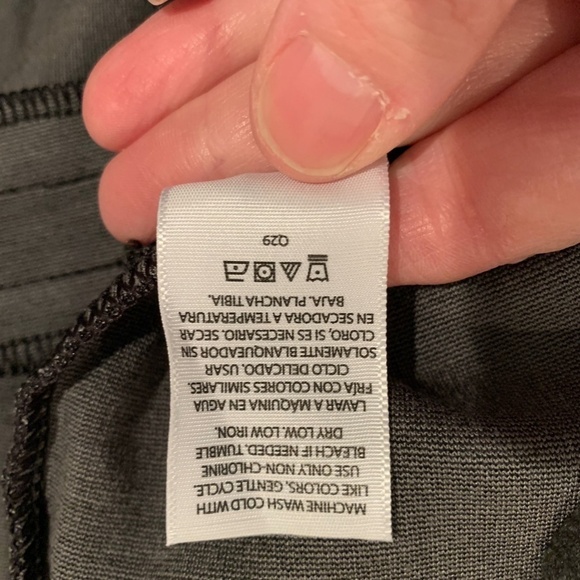 MACHINE WASH COLD WITH
LIKE COLORS. GENTLE CYCLE.
USE ONLY NON-CHLORINE
BLEACH IF NEEDED. TUMBLE
DRY LOW. LOW IRON.
LAVAR A MÁQUINA EN AGUA
FRÍA CON COLORES SIMILARES.
CICLO DELICADO. USAR
SOLAMENTE BLANQUEADOR SIN
CLORO, SI ES NECESARIO. SECAR
EN SECADORA A TEMPERATURA
BAJA. PLANCHA TIBIA.
Q29